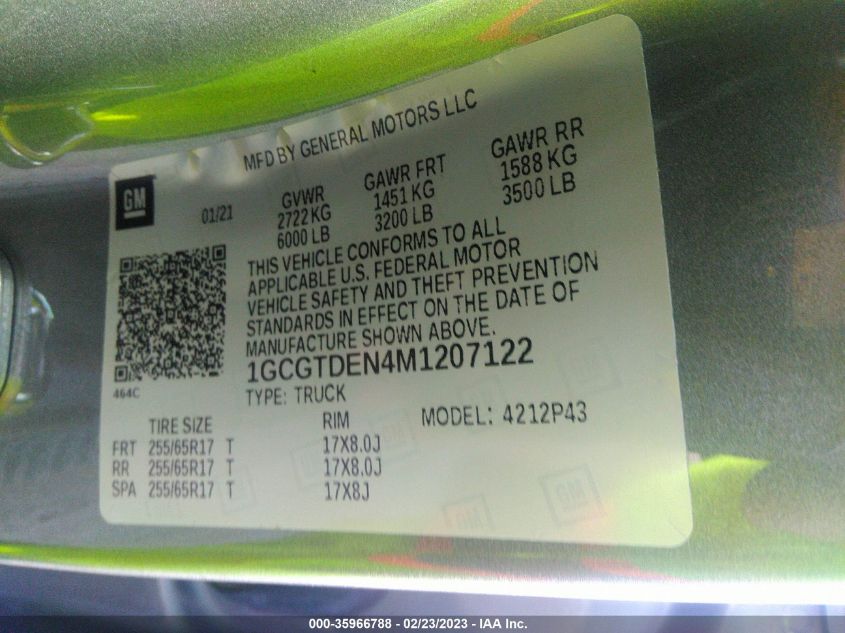 MFD BY GENERAL MOTORS LLC
GM
01/21
GVWR
2722 KG
6000 LB
GAWR FRT
1451 KG
3200 LB
GAWR RR
1588 KG
3500 LB
THIS VEHICLE CONFORMS TO ALL
APPLICABLE U.S. FEDERAL MOTOR
VEHICLE SAFETY AND THEFT PREVENTION
STANDARDS IN EFFECT ON THE DATE OF
MANUFACTURE SHOWN ABOVE.
1GCGTDEN4M1207122
464C
TYPE: TRUCK
MODEL: 4212P43
TIRE SIZE RIM
FRT 255/65R17 T 17X8.0J
RR 255/65R17 T 17X8.0J
SPA 255/65R17 T 17X8J
GM
GM
000-35966788 - 02/23/2023 - IAA Inc.